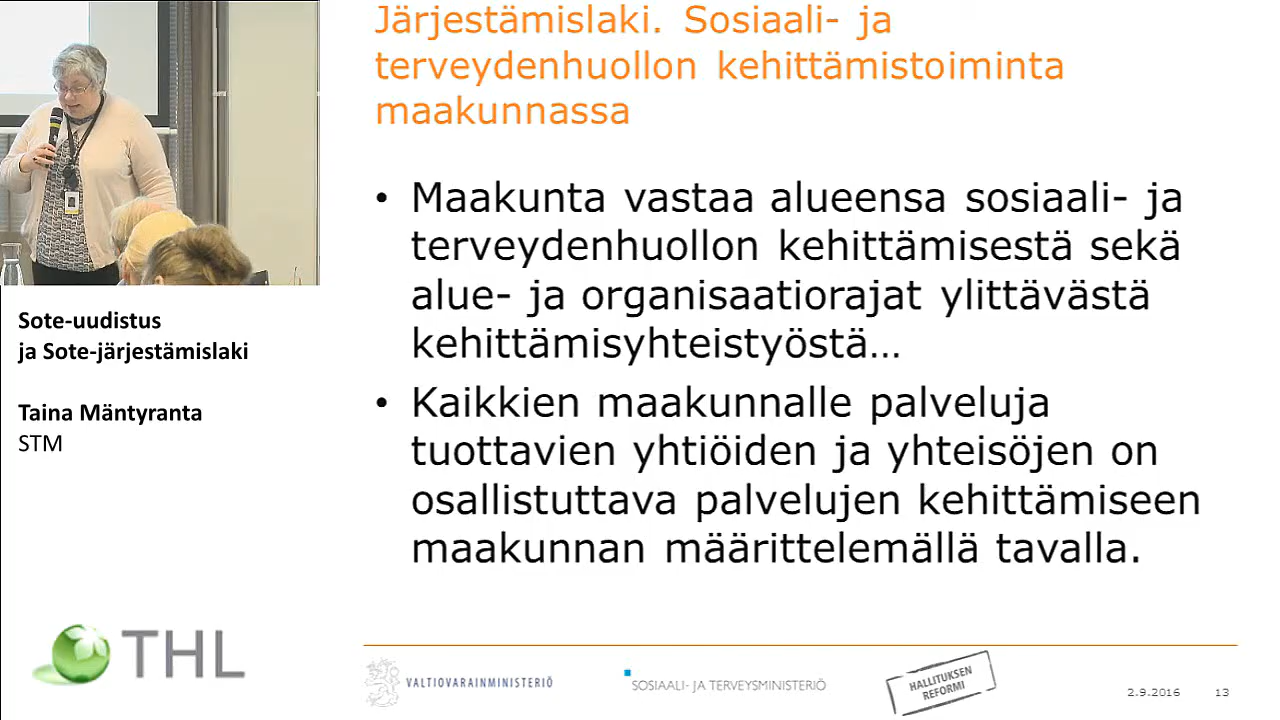 Järjestämislaki. Sosiaali- ja
terveydenhuollon kehittämistoiminta
maakunnassa
• Maakunta vastaa alueensa sosiaali- ja
terveydenhuollon kehittämisestä sekä
alue- ja organisaatiorajat ylittävästä
kehittämisyhteistyöstä…
• Kaikkien maakunnalle palveluja
tuottavien yhtiöiden ja yhteisöjen on
osallistuttava palvelujen kehittämiseen
maakunnan määrittelemällä tavalla.
Sote-uudistus
ja Sote-järjestämislaki
Taina Mäntyranta
STM
THL
VALTIOVARAINMINISTERIÖ
SOSIAALI- JA TERVEYSMINISTERIÖ
HALLITUKSEN
REFORMI
2.9.2016 13